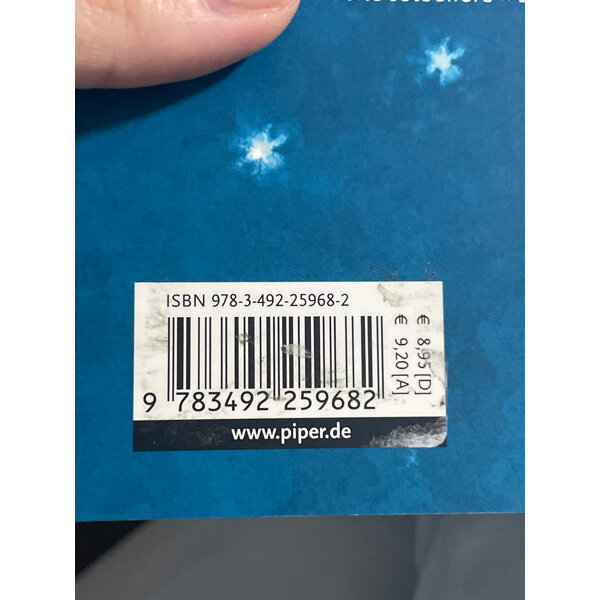 ISBN 978-3-492-25968-2
€ 8,95 [D]
€ 9,20 [A]
9 783492 259682
www.piper.de